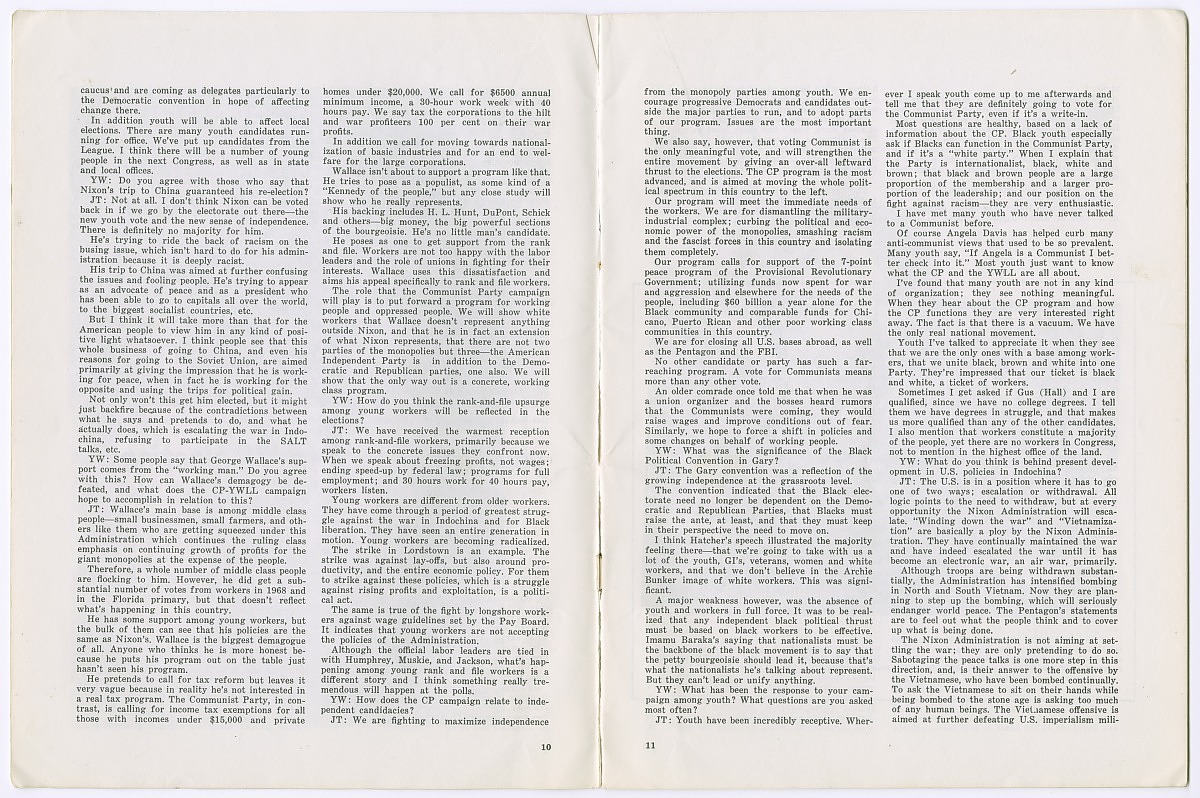 caucus and are coming as delegates particularly to
the Democratic convention in hope of affecting
change there.
In addition youth will be able to affect local
elections. There are many youth candidates run-
ning for office. We've put up candidates from the
League. I think there will be a number of young
people in the next Congress, as well as in state
and local offices.
YW: Do you agree with those who say that
Nixon's trip to China guaranteed his re-election?
JT: Not at all. I don't think Nixon can be voted
back in if we go by the electorate out there—the
new youth vote and the new sense of independence.
There is definitely no majority for him.
He's trying to ride the back of racism on the
busing issue, which isn't hard to do for his admin-
istration because it is deeply racist.
His trip to China was aimed at further confusing
the issues and fooling people. He's trying to appear
as an advocate of peace and as a president who
has been able to go to capitals all over the world,
to the biggest socialist countries, etc.
But I think it will take more than that for the
American people to view him in any kind of posi-
tive light whatsoever. I think people see that this
whole business of going to China, and even his
reasons for going to the Soviet Union, are aimed
primarily at giving the impression that he is work-
ing for peace, when in fact he is working for the
opposite and using the trips for political gain.
Not only won't this get him elected, but it might
just backfire because of the contradictions between
what he says and pretends to do, and what he
actually does, which is escalating the war in Indo-
china, refusing to participate in the SALT
talks, etc.
YW: Some people say that George Wallace's sup-
port comes from the "working man." Do you agree
with this? How can Wallace's demagogy be de-
feated, and what does the CP-YWLL campaign
hope to accomplish in relation to this?
JT: Wallace's main base is among middle class
people—small businessmen, small farmers, and oth-
ers like them who are getting squeezed under this
Administration which continues the ruling class
emphasis on continuing growth of profits for the
giant monopolies at the expense of the people.
Therefore, a whole number of middle class people
are flocking to him. However, he did get a sub-
stantial number of votes from workers in 1968 and
in the Florida primary, but that doesn't reflect
what's happening in this country.
He has some support among young workers, but
the bulk of them can see that his policies are the
same as Nixon's. Wallace is the biggest demagogue
of all. Anyone who thinks he is more honest be-
cause he puts his program out on the table just
hasn't seen his program.
He pretends to call for tax reform but leaves it
very vague because in reality he's not interested in
a real tax program. The Communist Party, in con-
trast, is calling for income tax exemptions for all
those with incomes under $15,000 and private
homes under $20,000. We call for $6500 annual
minimum income, a 30-hour work week with 40
hours pay. We say tax the corporations to the hilt
and war profiteers 100 per cent on their war
profits.
In addition we call for moving towards national-
ization of basic industries and for an end to wel-
fare for the large corporations.
Wallace isn't about to support a program like that.
He tries to pose as a populist, as some kind of a
"Kennedy of the people," but any close study will
show who he really represents.
His backing includes H. L. Hunt, DuPont, Schick
and others—big money, the big powerful sections
of the bourgeoisie. He's no little man's candidate.
He poses as one to get support from the rank
and file. Workers are not too happy with the labor
leaders and the role of unions in fighting for their
interests. Wallace uses this dissatisfaction and
aims his appeal specifically to rank and file workers.
The role that the Communist Party campaign
will play is to put forward a program for working
people and oppressed people. We will show white
workers that Wallace doesn't represent anything
outside Nixon, and that he is in fact an extension
of what Nixon represents, that there are not two
parties of the monopolies but three—the American
Independent Party is in addition to the Demo-
cratic and Republican parties, one also. We will
show that the only way out is a concrete, working
class program.
YW: How do you think the rank-and-file upsurge
among young workers will be reflected in the
elections?
JT: We have received the warmest reception
among rank-and-file workers, primarily because we
speak to the concrete issues they confront now.
When we speak about freezing profits, not wages;
ending speed-up by federal law; programs for full
employment; and 30 hours work for 40 hours pay,
workers listen.
Young workers are different from older workers.
They have come through a period of greatest strug-
gle against the war in Indochina and for Black
liberation. They have seen an entire generation in
motion. Young workers are becoming radicalized.
The strike in Lordstown is an example. The
strike was against lay-offs, but also around pro-
ductivity, and the entire economic policy. For them
to strike against these policies, which is a struggle
against rising profits and exploitation, is a politi-
cal act.
The same is true of the fight by longshore work-
ers against wage guidelines set by the Pay Board.
It indicates that young workers are not accepting
the policies of the Administration.
Although the official labor leaders are tied in
with Humphrey, Muskie, and Jackson, what's hap-
pening among young rank and file workers is a
different story and I think something really tre-
mendous will happen at the polls.
YW: How does the CP campaign relate to inde-
pendent candidacies?
JT: We are fighting to maximize independence
10
from the monopoly parties among youth. We en-
courage progressive Democrats and candidates out-
side the major parties to run, and to adopt parts
of our program. Issues are the most important
thing.
We also say, however, that voting Communist is
the only meaningful vote, and will strengthen the
entire movement by giving an over-all leftward
thrust to the elections. The CP program is the most
advanced, and is aimed at moving the whole polit-
ical spectrum in this country to the left.
Our program will meet the immediate needs of
the workers. We are for dismantling the military-
industrial complex; curbing the political and eco-
nomic power of the monopolies, smashing racism
and the fascist forces in this country and isolating
them completely.
Our program calls for support of the 7-point
peace program of the Provisional Revolutionary
Government; utilizing funds now spent for war
and aggression and elsewhere for the needs of the
people, including $60 billion a year alone for the
Black community and comparable funds for Chi-
cano, Puerto Rican and other poor working class
communities in this country.
We are for closing all U.S. bases abroad, as well
as the Pentagon and the FBI.
No other candidate or party has such a far-
reaching program. A vote for Communists means
more than any other vote.
An older comrade once told me that when he was
a union organizer and the bosses heard rumors
that the Communists were coming, they would
raise wages and improve conditions out of fear.
Similarly, we hope to force a shift in policies and
some changes on behalf of working people.
YW: What was the significance of the Black
Political Convention in Gary?
JT: The Gary convention was a reflection of the
growing independence at the grassroots level.
The convention indicated that the Black elec-
torate need no longer be dependent on the Demo-
cratic and Republican Parties, that Blacks must
raise the ante, at least, and that they must keep
in their perspective the need to move on.
I think Hatcher's speech illustrated the majority
feeling there—that we're going to take with us a
lot of the youth, GI's, veterans, women and white
workers, and that we don't believe in the Archie
Bunker image of white workers. This was signi-
ficant.
A major weakness however, was the absence of
youth and workers in full force. It was to be real-
ized that any independent black political thrust
must be based on black workers to be effective.
Imamu Baraka's saying that nationalists must be
the backbone of the black movement is to say that
the petty bourgeoisie should lead it, because that's
what the nationalists he's talking about represent.
But they can't lead or unify anything.
YW: What has been the response to your cam-
paign among youth? What questions are you asked
most often?
JT: Youth have been incredibly receptive. Wher-
ever I speak youth come up to me afterwards and
tell me that they are definitely going to vote for
the Communist Party, even if it's a write-in.
Most questions are healthy, based on a lack of
information about the CP. Black youth especially
ask if Blacks can function in the Communist Party,
and if it's a "white party." When I explain that
the Party is internationalist, black, white and
brown; that black and brown people are a large
proportion of the membership and a larger pro-
portion of the leadership; and our position on the
fight against racism—they are very enthusiastic.
I have met many youth who have never talked
to a Communist before.
Of course Angela Davis has helped curb many
anti-communist views that used to be so prevalent.
Many youth say, "If Angela is a Communist I bet-
ter check into it." Most youth just want to know
what the CP and the YWLL are all about.
I've found that many youth are not in any kind
of organization; they see nothing meaningful.
When they hear about the CP program and how
the CP functions they are very interested right
away. The fact is that there is a vacuum. We have
the only real national movement.
Youth I've talked to appreciate it when they see
that we are the only ones with a base among work-
ers, that we unite black, brown and white into one
Party. They're impressed that our ticket is black
and white, a ticket of workers.
Sometimes I get asked if Gus (Hall) and I are
qualified, since we have no college degrees. I tell
them we have degrees in struggle, and that makes
us more qualified than any of the other candidates.
I also mention that workers constitute a majority
of the people, yet there are no workers in Congress,
not to mention in the highest office of the land.
YW: What do you think is behind present devel-
opment in U.S. policies in Indochina?
JT: The U.S. is in a position where it has to go
one of two ways; escalation or withdrawal. All
logic points to the need to withdraw, but at every
opportunity the Nixon Administration will esca-
late. "Winding down the war" and "Vietnamiza-
tion" are basically a ploy by the Nixon Adminis-
tration. They have continually maintained the war
and have indeed escalated the war until it has
become an electronic war, an air war, primarily.
Although troops are being withdrawn substan-
tially, the Administration has intensified bombing
in North and South Vietnam. Now they are plan-
ning to step up the bombing, which will seriously
endanger world peace. The Pentagon's statements
are to feel out what the people think and to cover
up what is being done.
The Nixon Administration is not aiming at set-
tling the war; they are only pretending to do so.
Sabotaging the peace talks is one more step in this
direction, and, is their answer to the offensive by
the Vietnamese, who have been bombed continually.
To ask the Vietnamese to sit on their hands while
being bombed to the stone age is asking too much
of any human beings. The Vietnamese offensive is
aimed at further defeating U.S. imperialism mili-
11